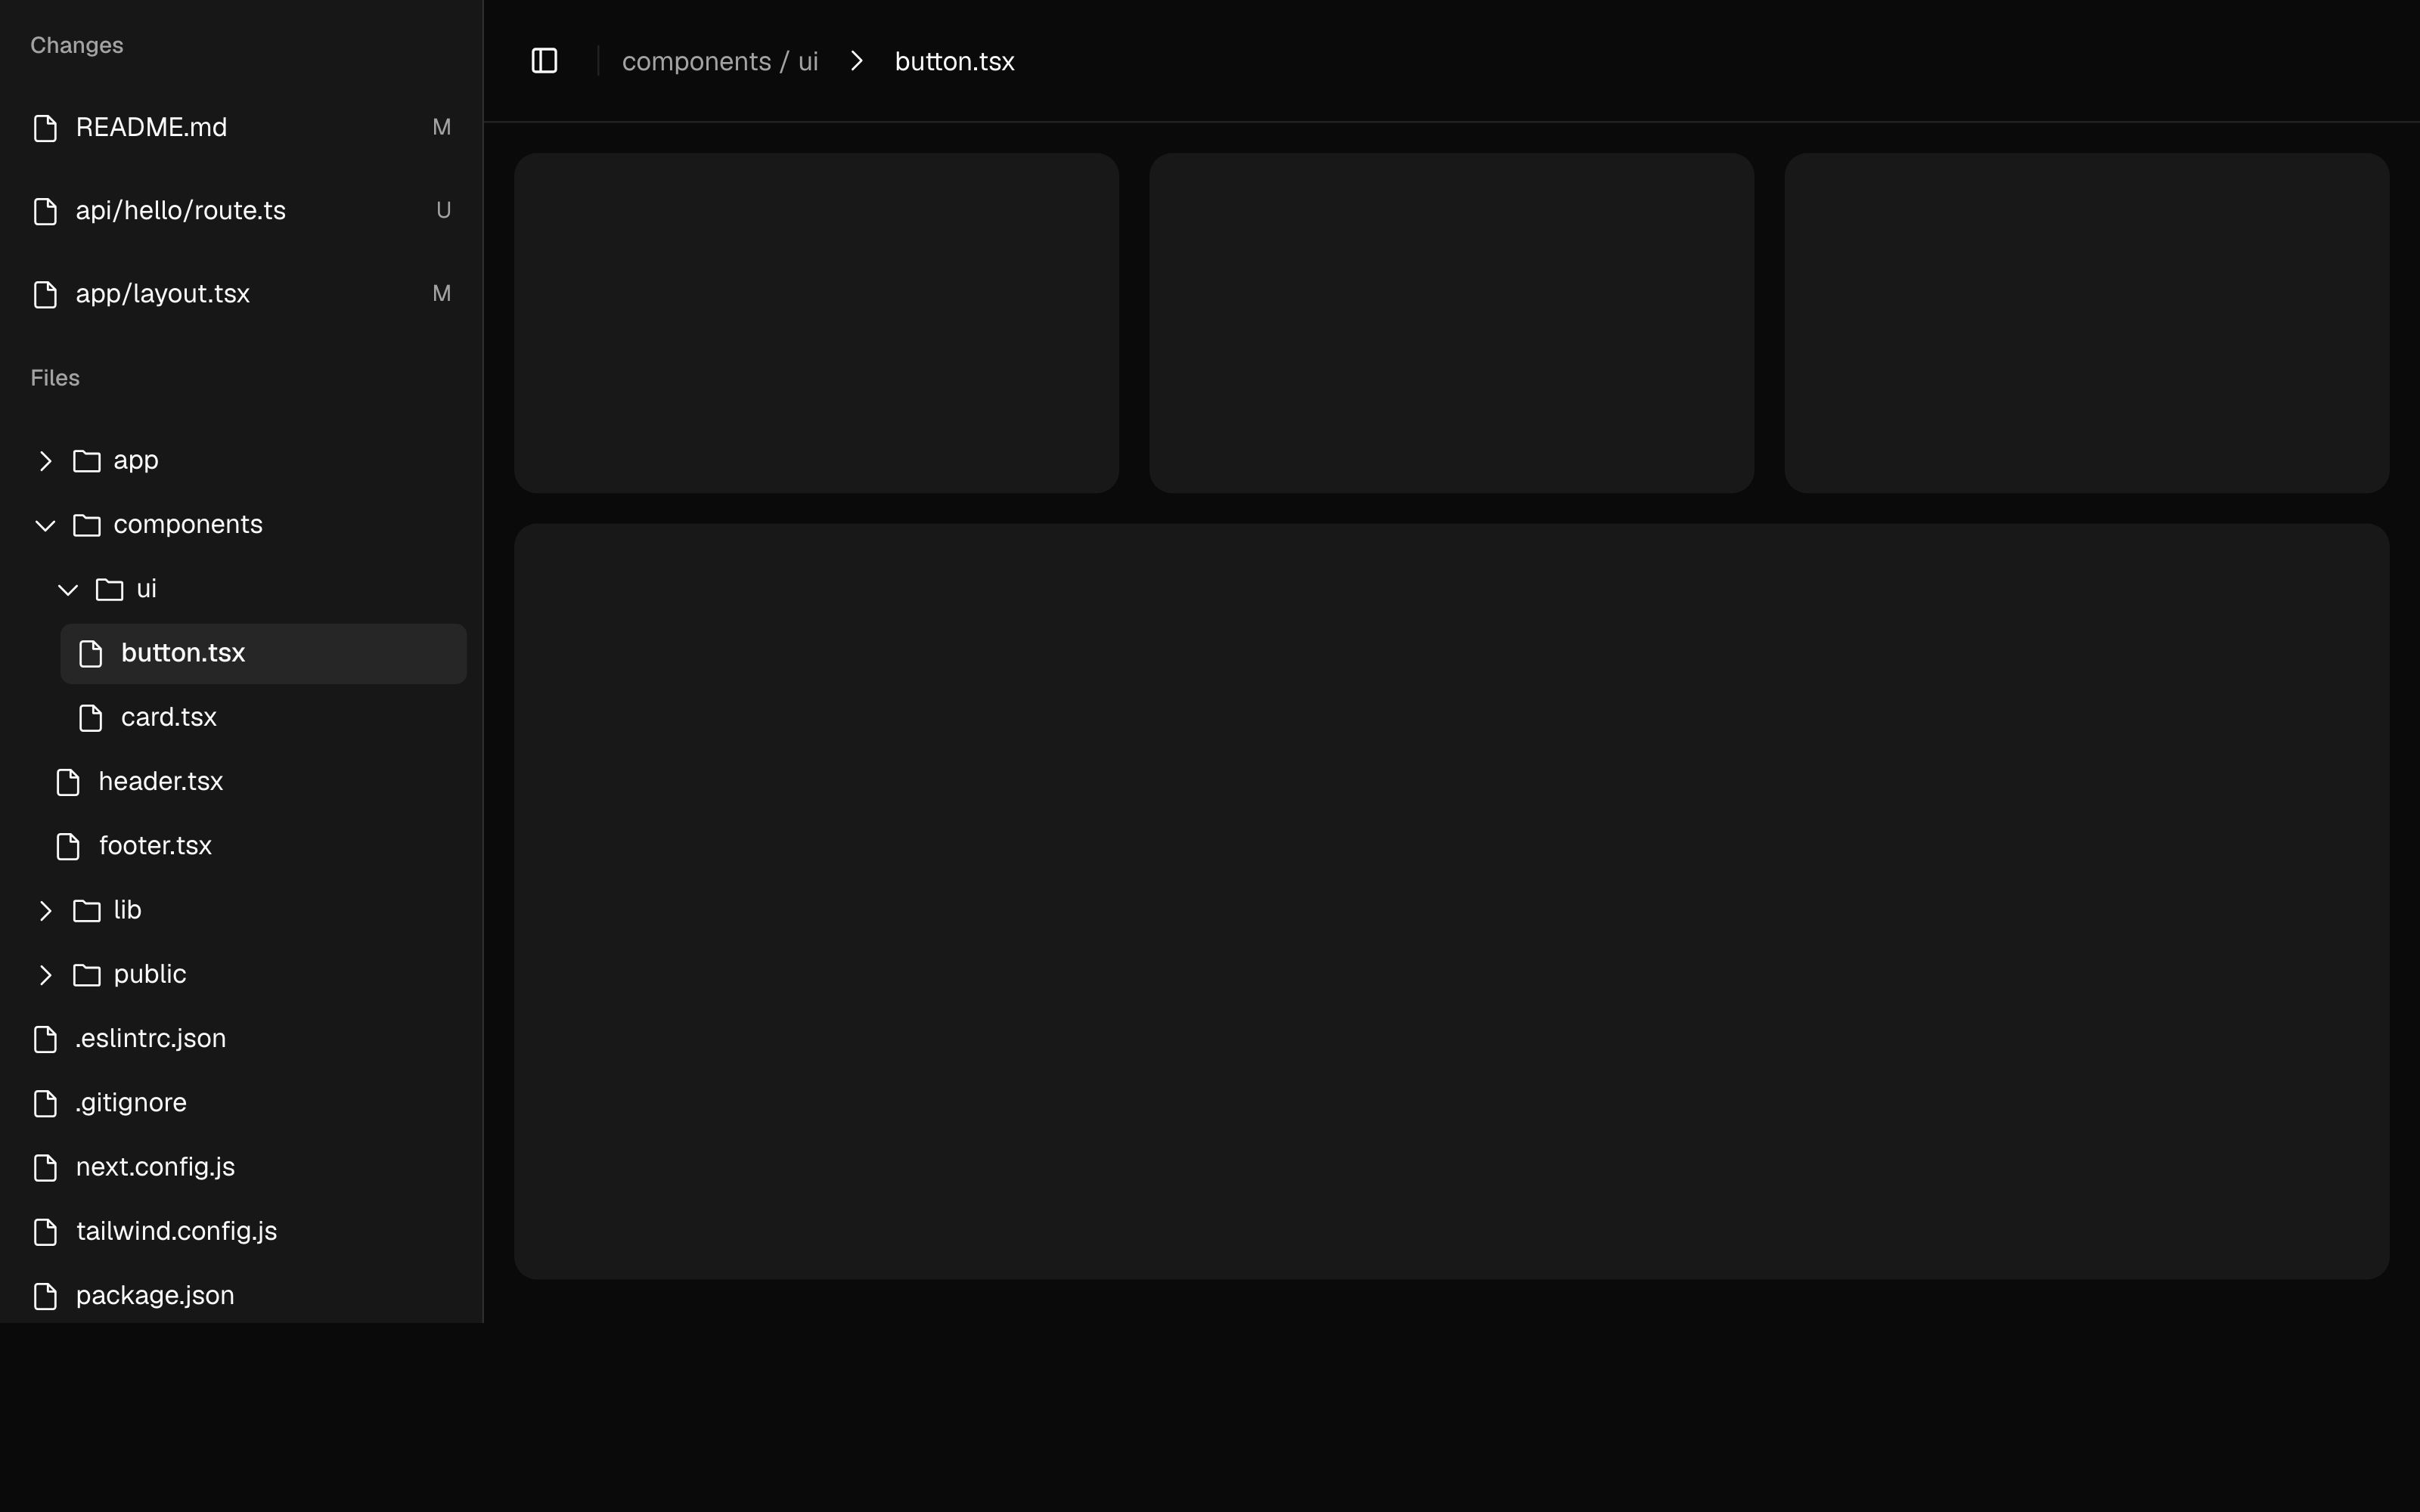 Changes
README.md M
api/hello/route.ts U
app/layout.tsx M
Files
app
components
ui
button.tsx
card.tsx
header.tsx
footer.tsx
lib
public
.eslintrc.json
.gitignore
next.config.js
tailwind.config.js
package.json
components / ui > button.tsx